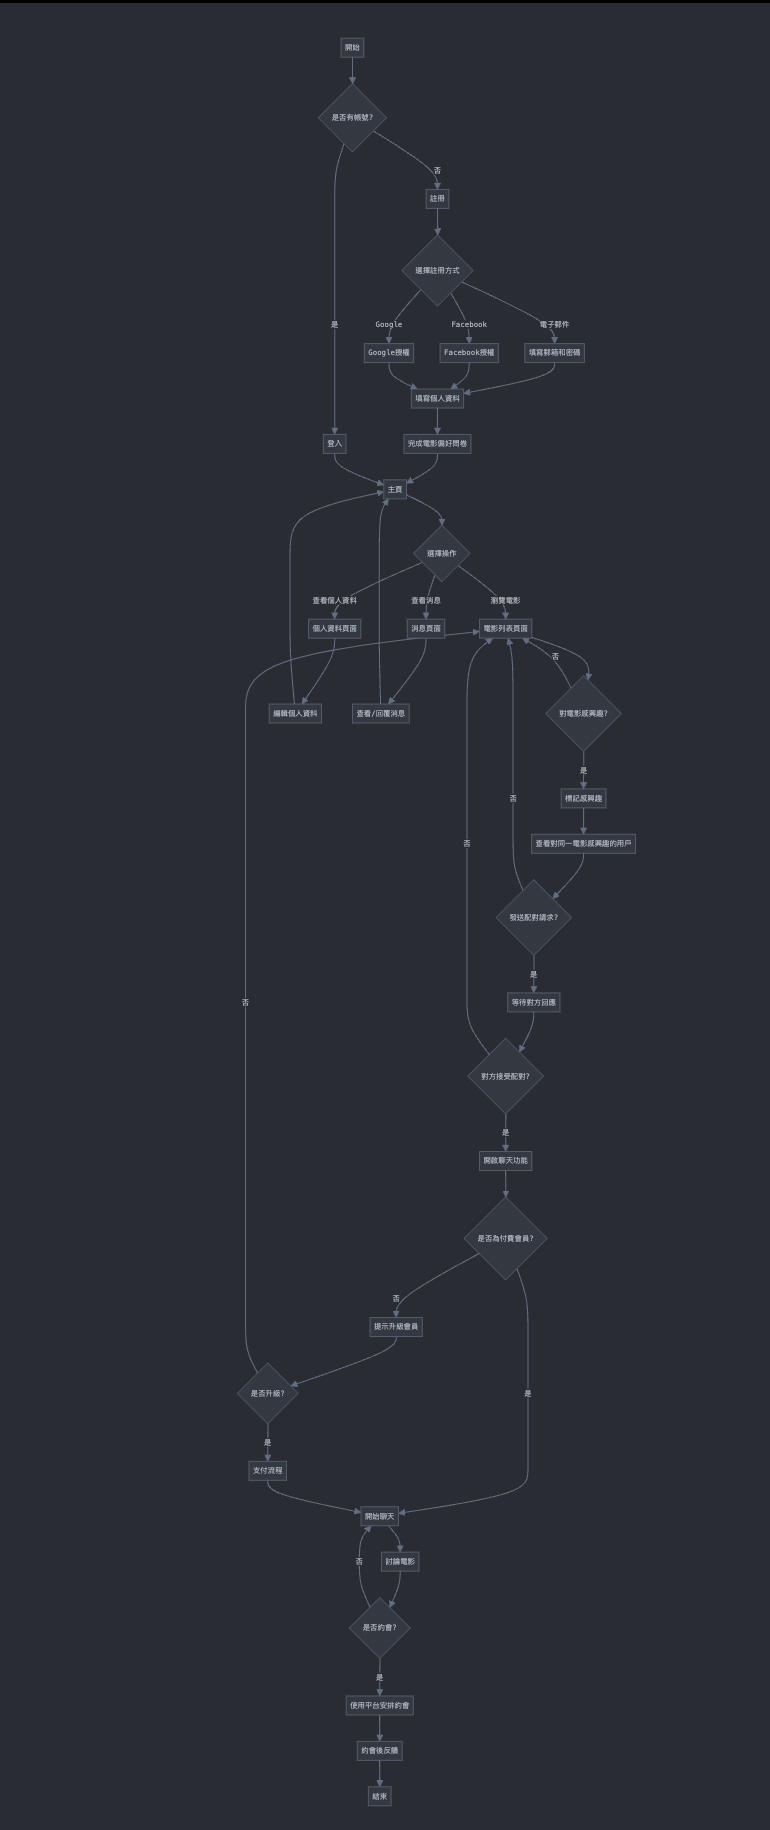 開始
是否有帳號?
否
註冊
選擇註冊方式
Google
Facebook
電子郵件
是
Google授權
Facebook授權
填寫郵箱和密碼
填寫個人資料
登入
完成電影偏好問卷
主頁
選擇操作
查看個人資料
查看消息
瀏覽電影
個人資料頁面
消息頁面
電影列表頁面
否
編輯個人資料
查看/回覆消息
對電影感興趣?
是
標記感興趣
否
查看對同一電影感興趣的用戶
否
發送配對請求?
是
否
等待對方回應
對方接受配對?
是
開啟聊天功能
是否為付費會員?
否
提示升級會員
是否升級?
是
是
支付流程
開始聊天
否
討論電影
是否約會?
是
使用平台安排約會
約會後反饋
結束